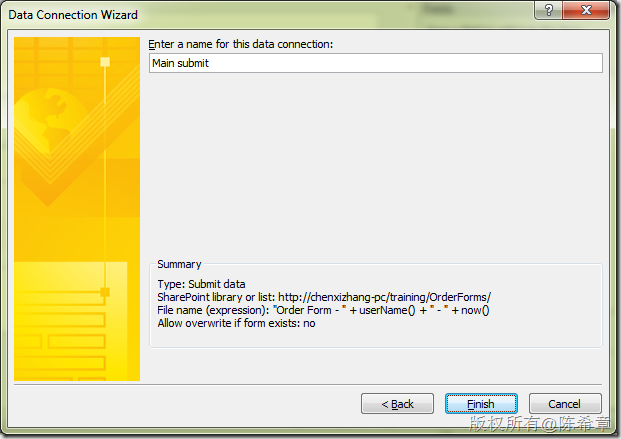 Data Connection Wizard
Enter a name for this data connection:
Main submit
Summary
Type: Submit data
SharePoint library or list: http://chenxizhang-pc/training/OrderForms/
File name (expression): "Order Form - " + userName() + " - " + now()
Allow overwrite if form exists: no
< Back
Finish
Cancel
版权所有@陈希章